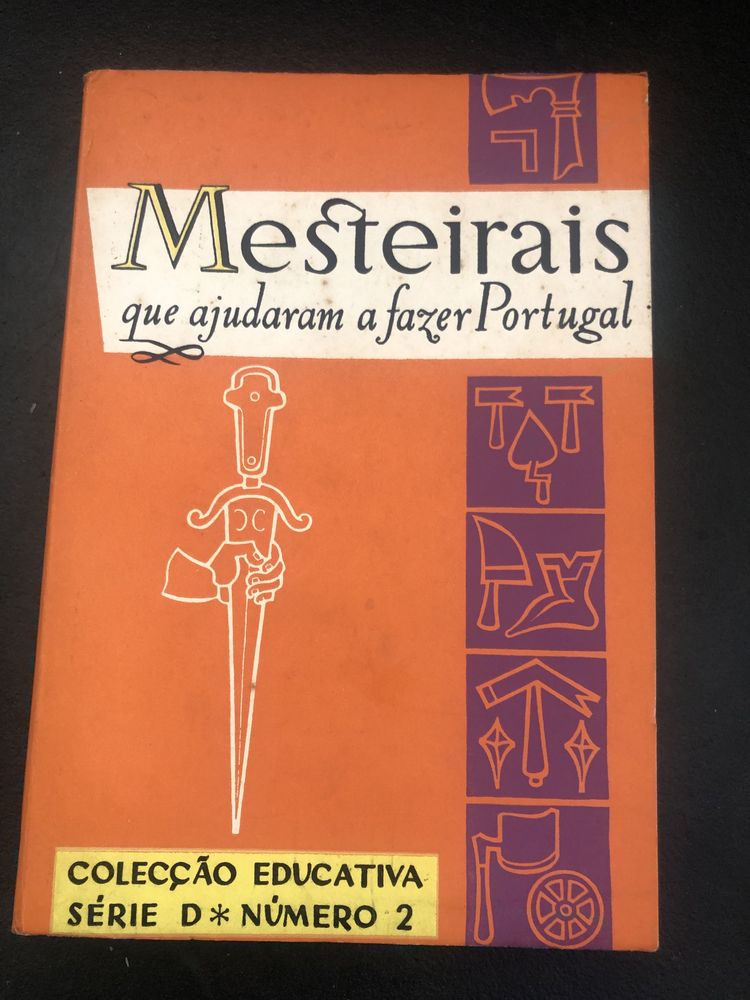 Mesteirais
que ajudaram a fazer Portugal
COLECÇÃO EDUCATIVA
SÉRIE D * NÚMERO 2